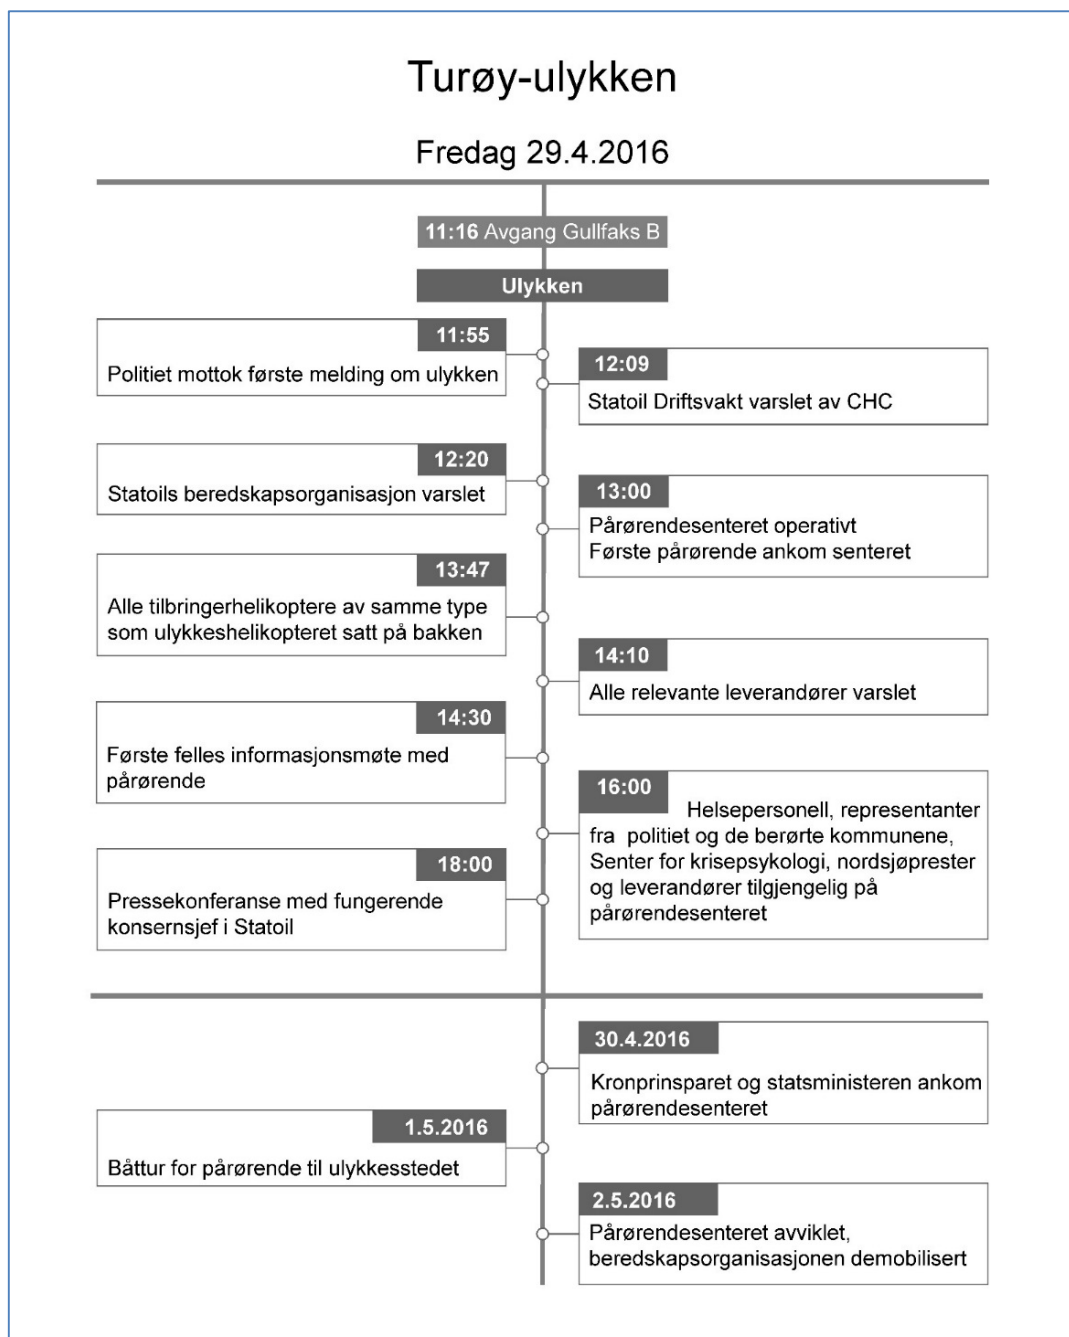 Turøy-ulykken
Fredag 29.4.2016
11:16 Avgang Gullfaks B
Ulykken
11:55
Politiet mottok første melding om ulykken
12:09
Statoil Driftsvakt varslet av CHC
12:20
Statoils beredskapsorganisasjon varslet
13:00
Pårørendesenteret operativt
Første pårørende ankom senteret
13:47
Alle tilbringerhelikoptere av samme type
som ulykkeshelikopteret satt på bakken
14:10
Alle relevante leverandører varslet
14:30
Første felles informasjonsmøte med
pårørende
16:00
Helsepersonell, representanter
fra politiet og de berørte kommunene,
Senter for krisepsykologi, nordsjøprester
og leverandører tilgjengelig på
pårørendesenteret
18:00
Pressekonferanse med fungerende
konsernsjef i Statoil
30.4.2016
Kronprinsparet og statsministeren ankom
pårørendesenteret
1.5.2016
Båttur for pårørende til ulykkesstedet
2.5.2016
Pårørendesenteret avviklet,
beredskapsorganisasjonen demobilisert